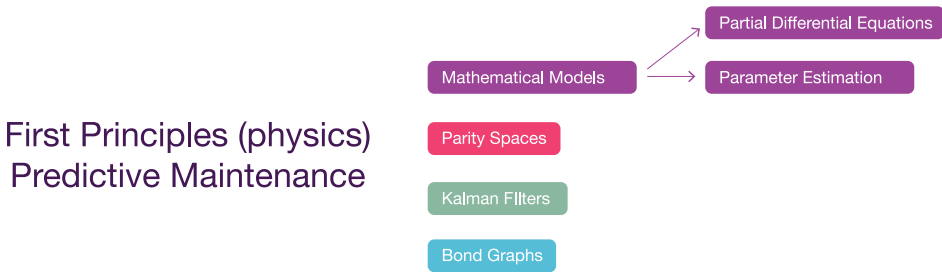 First Principles (physics)
Predictive Maintenance
Mathematical Models
Partial Differential Equations
Parameter Estimation
Parity Spaces
Kalman FIlters
Bond Graphs